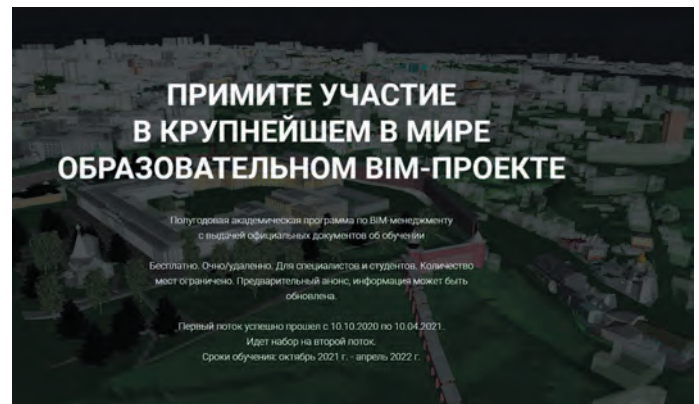 ПРИМИТЕ УЧАСТИЕ
В КРУПНЕЙШЕМ В МИРЕ
ОБРАЗОВАТЕЛЬНОМ BIM-ПРОЕКТЕ
Полугодовая академическая программа по BIM-менеджменту
с выдачей официальных документов об обучении
Бесплатно. Очно/удаленно. Для специалистов и студентов. Количество
мест ограничено. Предварительный анонс, информация может быть
обновлена.
Первый поток успешно прошел с 10.10.2020 по 10.04.2021.
Идет набор на второй поток.
Сроки обучения: октябрь 2021 г. - апрель 2022 г.